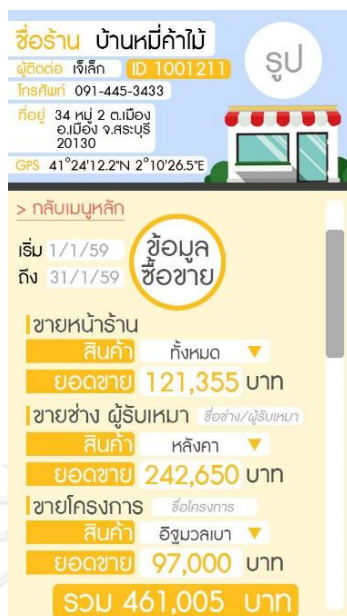 ชื่อร้าน บ้านหมี่ค้าไม้
ผู้ติดต่อ เจ็เล็ก ID 1001211
รูป
โทรศัพท์ 091-445-3433
ที่อยู่ 34 หมู่ 2 ต.เมือง
อ.เมือง จ.สระบุรี
20130
GPS 41°24'12.2"N 2°10'26.5"E
> กลับเมนูหลัก
เริ่ม 1/1/59
ถึง 31/1/59
ข้อมูล
ซื้อขาย
ขายหน้าร้าน
สินค้า ทั้งหมด
ยอดขาย 121,355 บาท
ขายช่าง ผู้รับเหมา ชื่อช่าง/ผู้รับเหมา
สินค้า หลังคา
ยอดขาย 242,650 บาท
ขายโครงการ ชื่อโครงการ
สินค้า อิฐมวลเบา
ยอดขาย 97,000 บาท
รวม 461,005 บาท